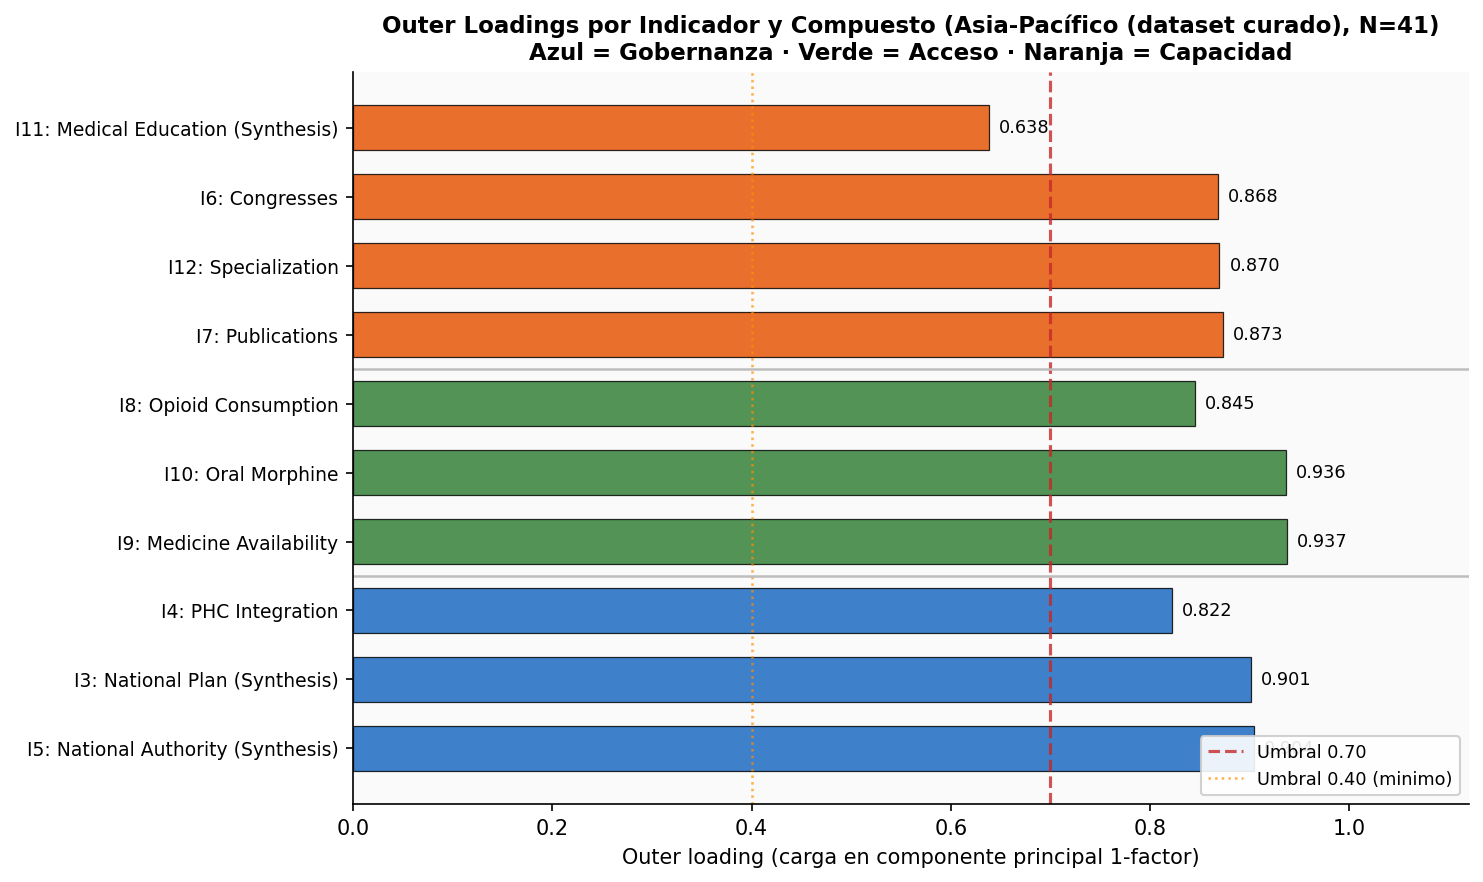 Outer Loadings por Indicador y Compuesto (Asia-Pacífico (dataset curado), N=41)
Azul = Gobernanza · Verde = Acceso · Naranja = Capacidad
I11: Medical Education (Synthesis)
0.638
I6: Congresses
0.868
I12: Specialization
0.870
I7: Publications
0.873
I8: Opioid Consumption
0.845
I10: Oral Morphine
0.936
I9: Medicine Availability
0.937
I4: PHC Integration
0.822
I3: National Plan (Synthesis)
0.901
I5: National Authority (Synthesis)
Umbral 0.70
Umbral 0.40 (minimo)
0.0 0.2 0.4 0.6 0.8 1.0
Outer loading (carga en componente principal 1-factor)